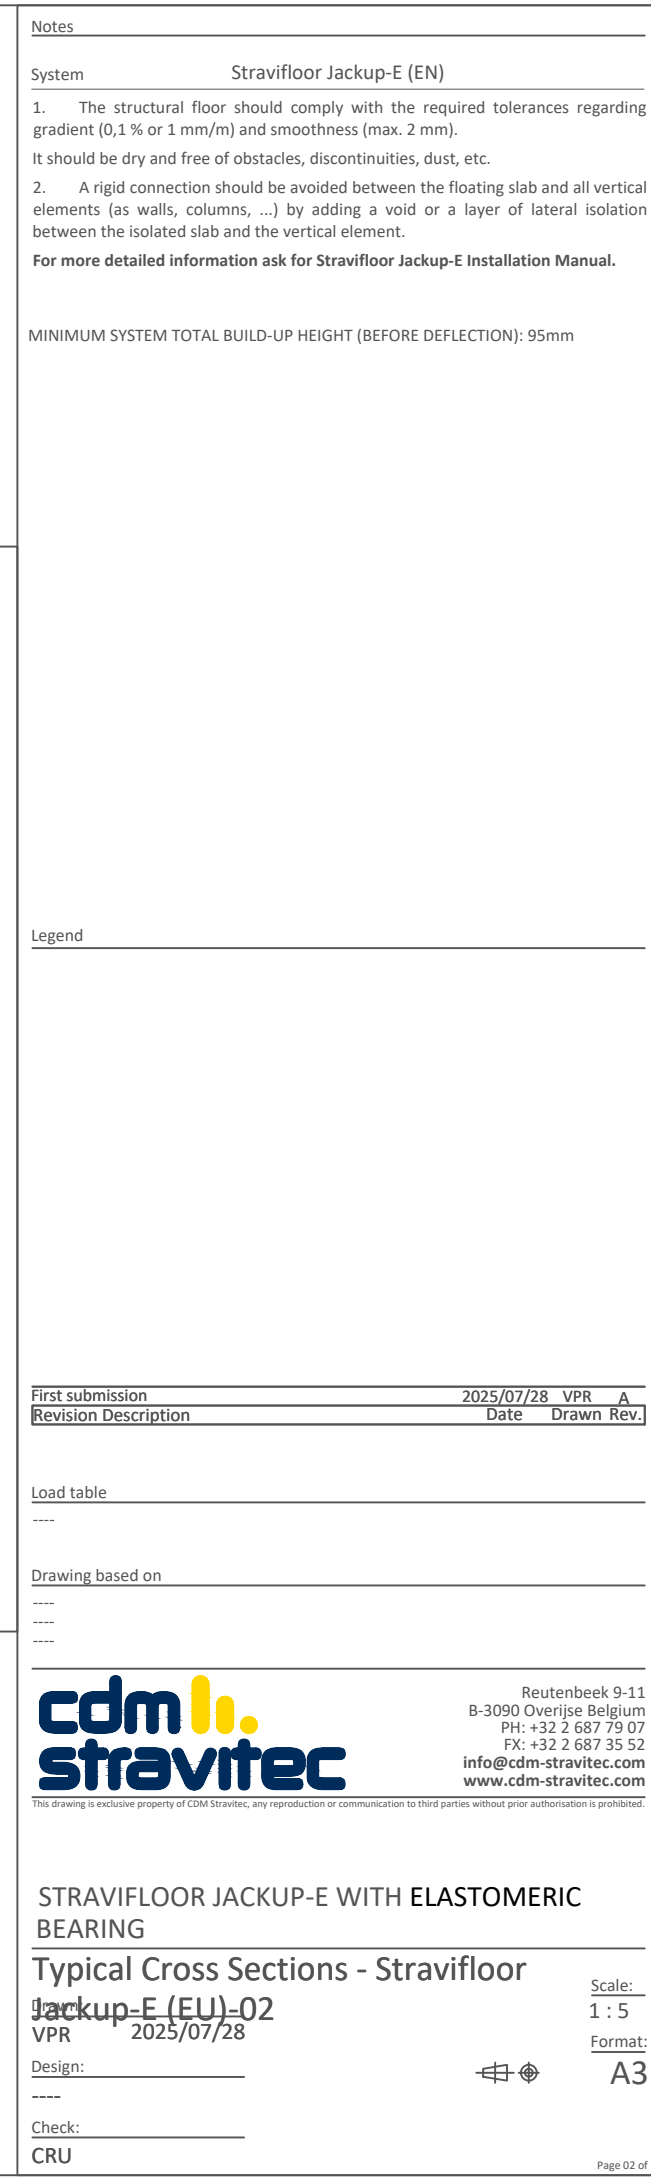 Notes
System Stravifloor Jackup-E (EN)
1. The structural floor should comply with the required tolerances regarding
gradient (0,1 % or 1 mm/m) and smoothness (max. 2 mm).
It should be dry and free of obstacles, discontinuities, dust, etc.
2. A rigid connection should be avoided between the floating slab and all vertical
elements (as walls, columns, ...) by adding a void or a layer of lateral isolation
between the isolated slab and the vertical element.
For more detailed information ask for Stravifloor Jackup-E Installation Manual.
MINIMUM SYSTEM TOTAL BUILD-UP HEIGHT (BEFORE DEFLECTION): 95mm
Legend
First submission 2025/07/28 VPR A
Revision Description Date Drawn Rev.
Load table
----
Drawing based on
----
----
----
cdm
stravitec
Reutenbeek 9-11
B-3090 Overijse Belgium
PH: +32 2 687 79 07
FX: +32 2 687 35 52
info@cdm-stravitec.com
www.cdm-stravitec.com
This drawing is exclusive property of CDM Stravitec, any reproduction or communication to third parties without prior authorisation is prohibited.
STRAVIFLOOR JACKUP-E WITH ELASTOMERIC
BEARING
Typical Cross Sections - Stravifloor
Jackup-E (EU)-02
Drawn:
VPR 2025/07/28
Scale:
1 : 5
Format:
A3
Design:
----
Check:
CRU
Page 02 of